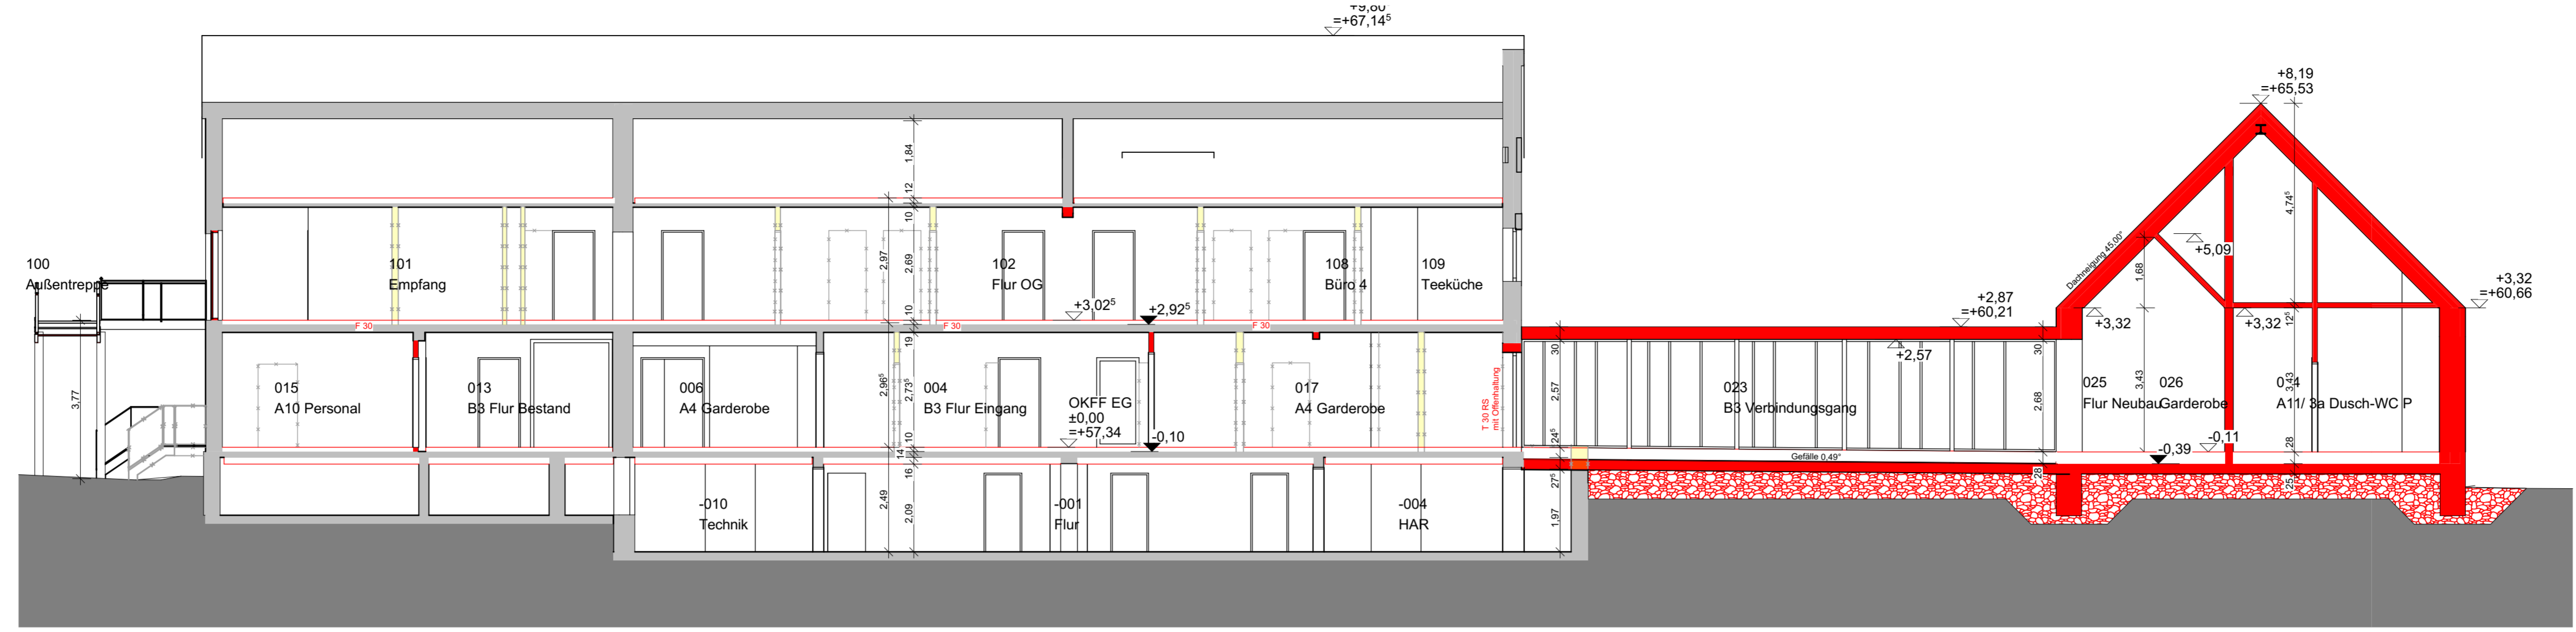 +9,80
=+67,14⁵
+8,19
=+65,53
1,84
12
10
2,97
2,69
10
4,74⁵
Dachneigung 45,00°
1,68
+5,09
100
Außentreppe
101
Empfang
102
Flur OG
108
Büro 4
109
Teeküche
+3,02⁵
+2,92⁵
+2,87
=+60,21
+3,32
=+60,66
+3,32
+3,32
12⁵
F 30
F 30
F 30
19
30
+2,57
30
3,77
015
A10 Personal
013
B3 Flur Bestand
006
A4 Garderobe
2,96⁵
2,73⁵
004
B3 Flur Eingang
OKFF EG
±0,00
=+57,34
-0,10
017
A4 Garderobe
T 30 RS
mit Offenhaltung
2,57
023
B3 Verbindungsgang
2,68
3,43
025
Flur Neubau
026
Garderobe
3,43
A11/ 3a Dusch-WC P
10
24⁵
-0,11
-0,39
28
14
16
Gefälle 0,49°
28
25
27⁵
2,49
2,09
-010
Technik
-001
Flur
-004
HAR
1,97